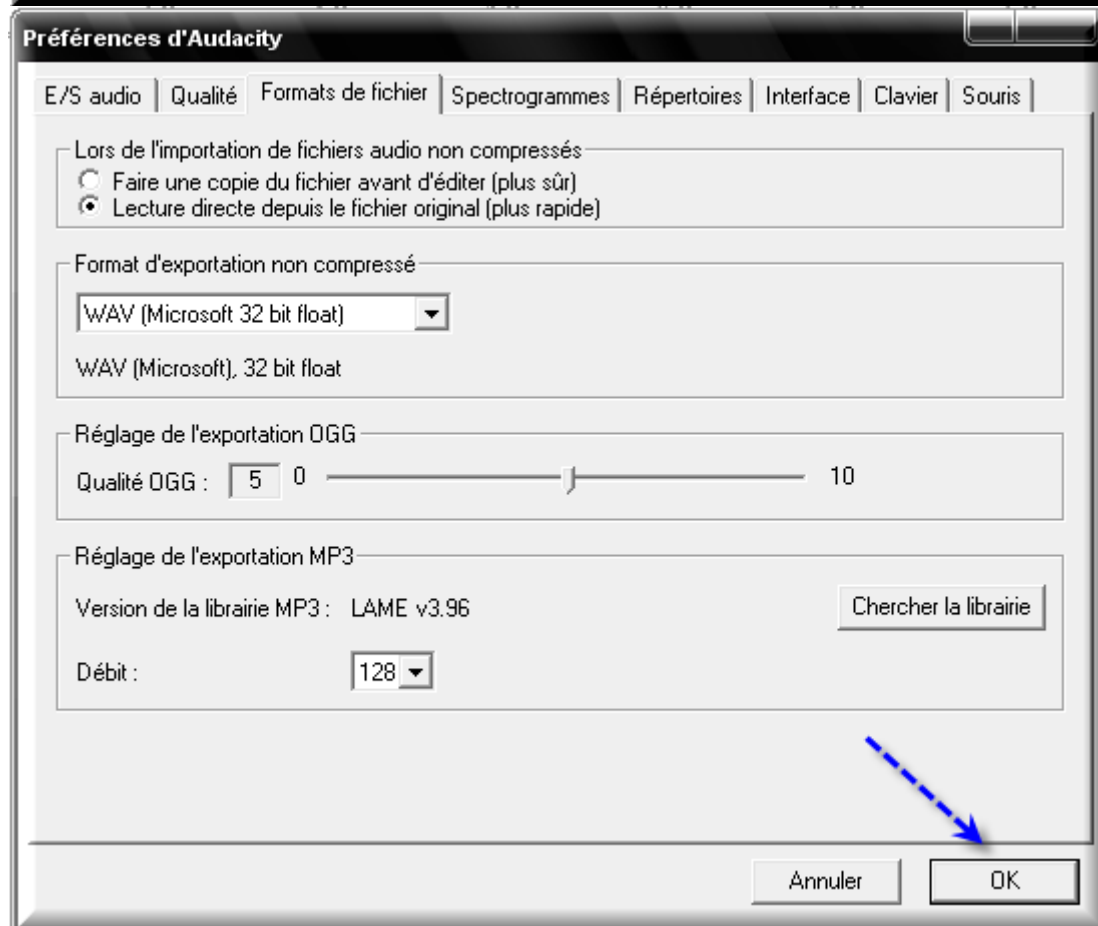 Préférences d'Audacity
E/S audio Qualité Formats de fichier Spectrogrammes Répertoires Interface Clavier Souris
Lors de l'importation de fichiers audio non compressés
Faire une copie du fichier avant d'éditer (plus sûr)
Lecture directe depuis le fichier original (plus rapide)
Format d'exportation non compressé
WAV (Microsoft 32 bit float)
WAV (Microsoft), 32 bit float
Réglage de l'exportation OGG
Qualité OGG : 5 0 10
Réglage de l'exportation MP3
Version de la librairie MP3 : LAME v3.96 Chercher la librairie
Débit : 128
Annuler OK